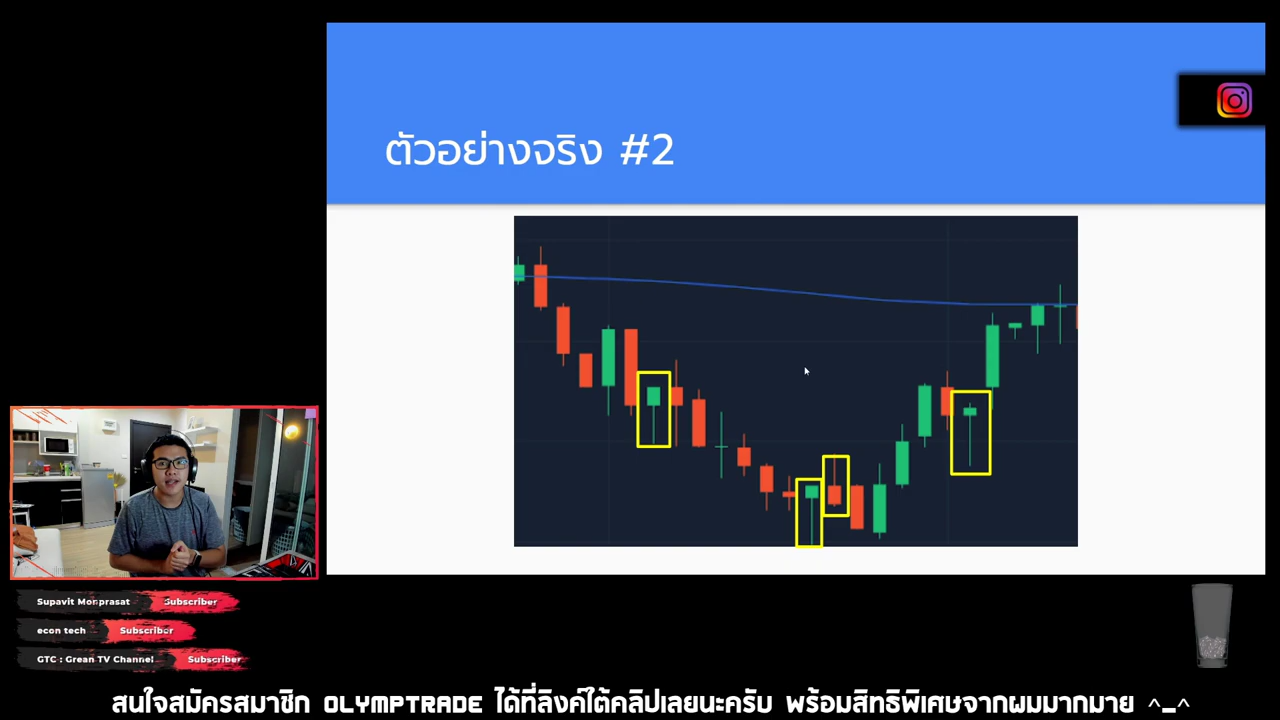 ตัวอย่างจริง #2
Supavit Monprasat Subscriber
econ tech Subscriber
GTC : Grean TV Channel Subscriber
สนใจสมัครสมาชิก OLYMPTRADE ได้ที่ลิงค์ใต้คลิปเลยนะครับ พร้อมสิทธิพิเศษจากผมมากมาย ^_^